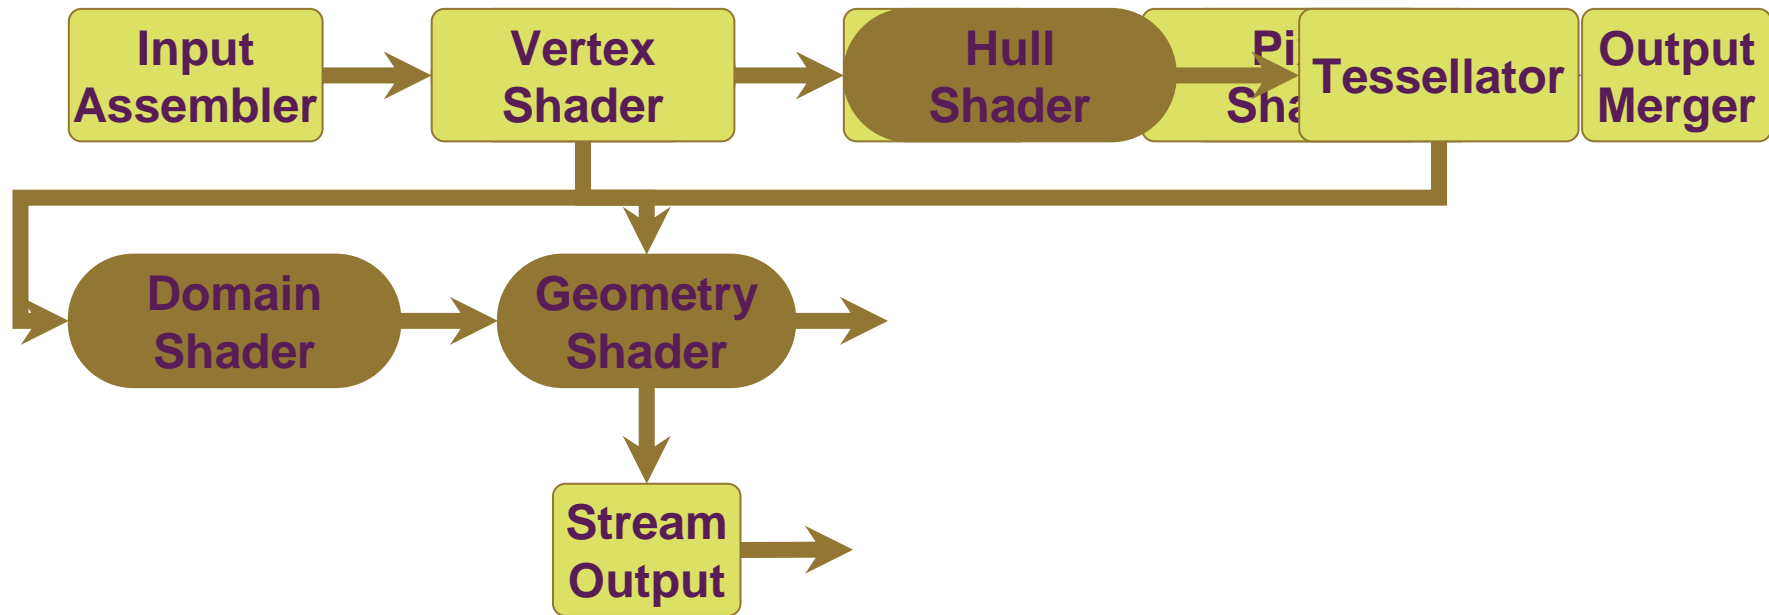 Input
Assembler
Vertex
Shader
Hull
Shader
Tessellator
Output
Merger
Domain
Shader
Geometry
Shader
Stream
Output